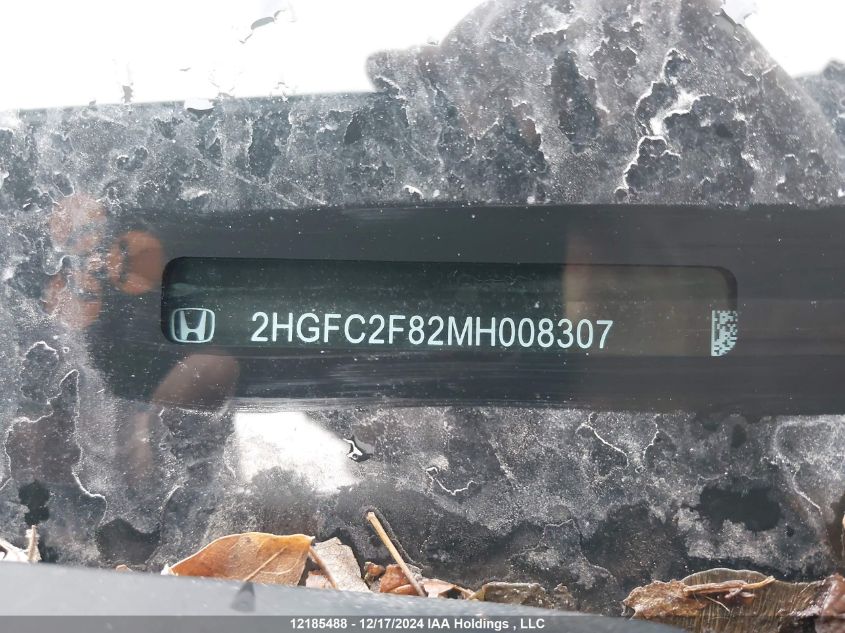 2HGFC2F82MH008307
12185488 - 12/17/2024 IAA Holdings , LLC